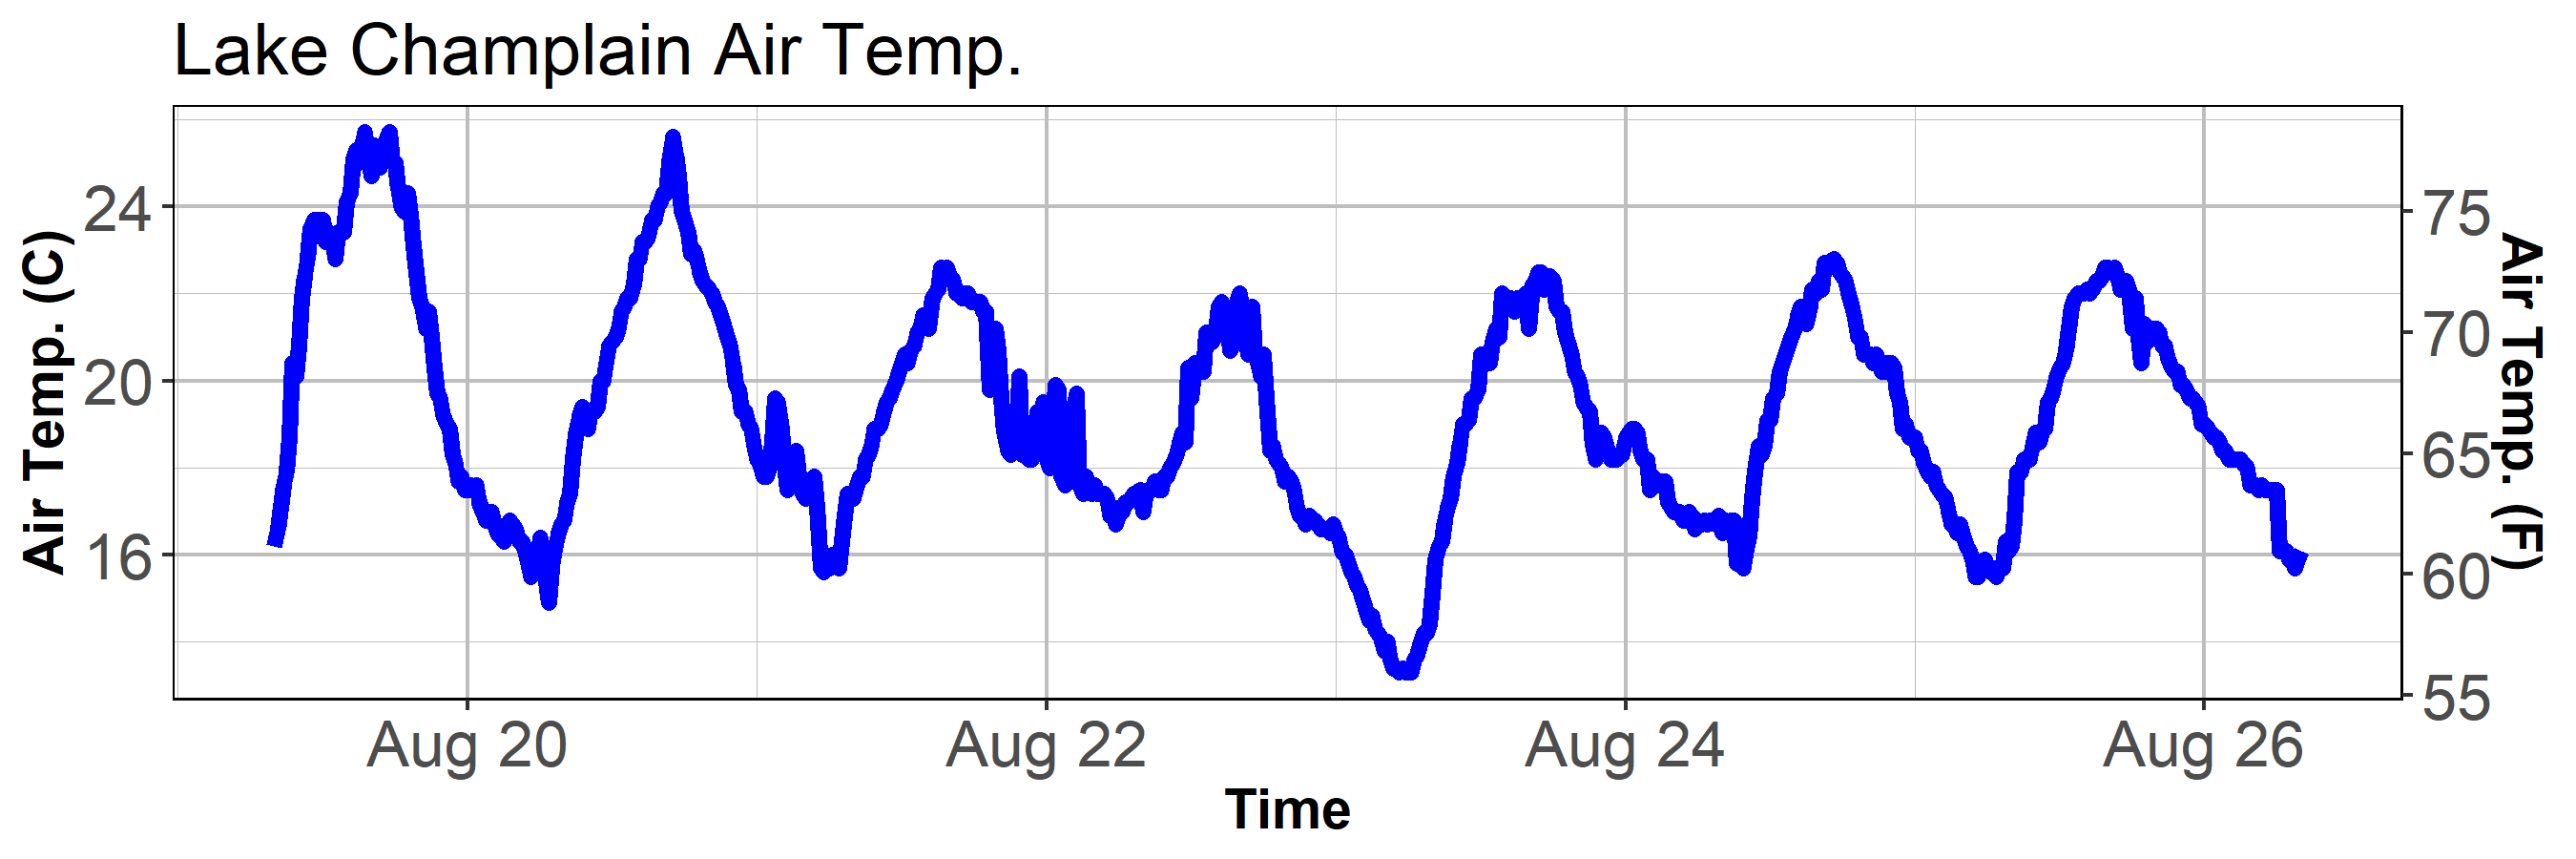 Lake Champlain Air Temp.
Air Temp. (C)
24
20
16
75
70
65
60
55
Air Temp. (F)
Aug 20
Aug 22
Aug 24
Aug 26
Time